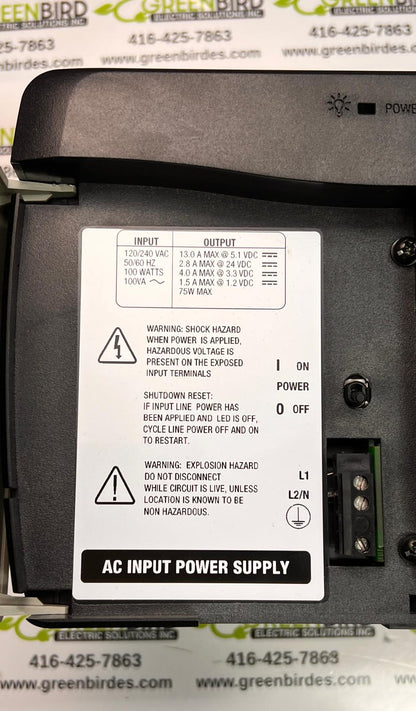 GREENBIRD
ELECTRIC SOLUTIONS INC
416-425-7863
416-425-7863
greenbirdes.com
greenbirdes.com
POWE
INPUT
OUTPUT
120/240 VAC
50/60 HZ
100 WATTS
100VA
13.0 A MAX @ 5.1 VDC
2.8 A MAX @ 24 VDC
4.0 A MAX @ 3.3 VDC
1.5 A MAX @ 1.2 VDC
75W MAX
WARNING: SHOCK HAZARD
WHEN POWER IS APPLIED,
HAZARDOUS VOLTAGE IS
PRESENT ON THE EXPOSED
INPUT TERMINALS
I ON
POWER
O OFF
SHUTDOWN RESET:
IF INPUT LINE POWER HAS
BEEN APPLIED AND LED IS OFF,
CYCLE LINE POWER OFF AND ON
TO RESTART.
WARNING: EXPLOSION HAZARD
DO NOT DISCONNECT
WHILE CIRCUIT IS LIVE, UNLESS
LOCATION IS KNOWN TO BE
NON HAZARDOUS.
L1
L2/N
AC INPUT POWER SUPPLY
GREENBIRD
ELECTRIC SOLUTIONS INC
416-425-7863
416-425-7863
greenbirdes.com
greenbirdes.com